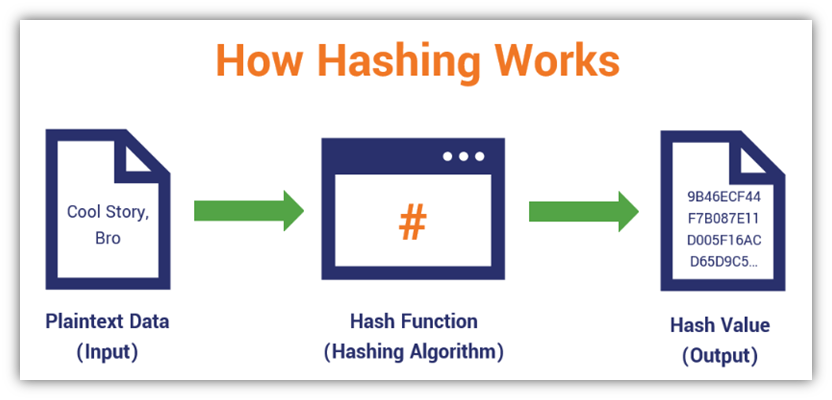 How Hashing Works
Cool Story,
Bro
#
9B46ECF44
F7B087E11
D005F16AC
D65D9C5...
Plaintext Data
(Input)
Hash Function
(Hashing Algorithm)
Hash Value
(Output)